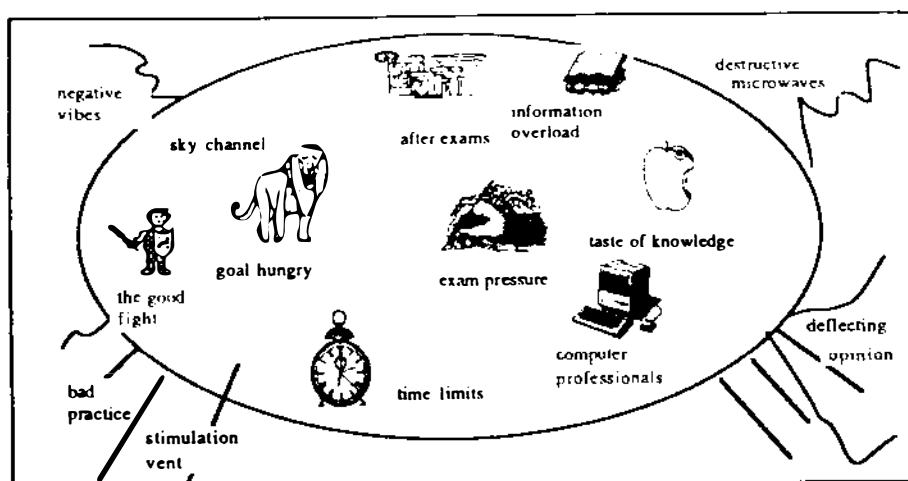 negative
vibes
destructive
microwaves
sky channel
after exams
information
overload
goal hungry
exam pressure
taste of knowledge
the good
fight
deflecting
opinion
computer
professionals
time limits
bad
practice
stimulation
vent